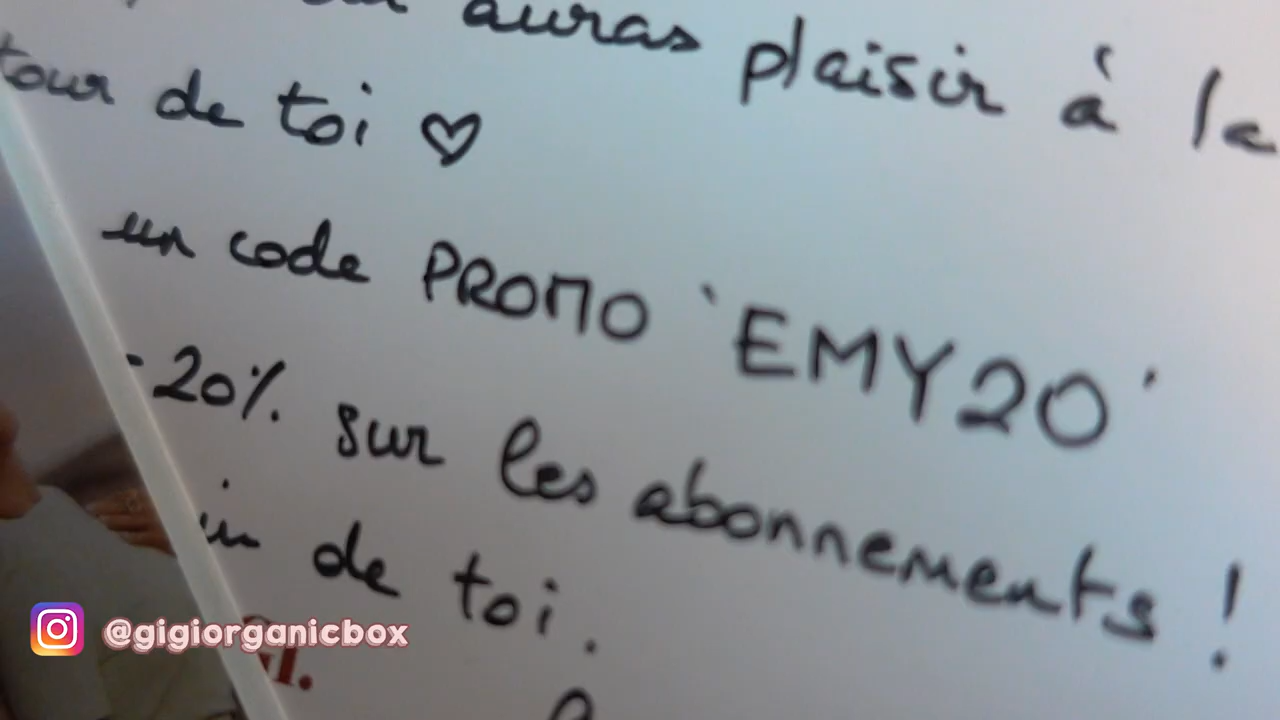 auras plaisir à la
tour de toi ♡
un code PROMO 'EMY20'
-20% sur les abonnements !
de toi.
@gigiorganicbox